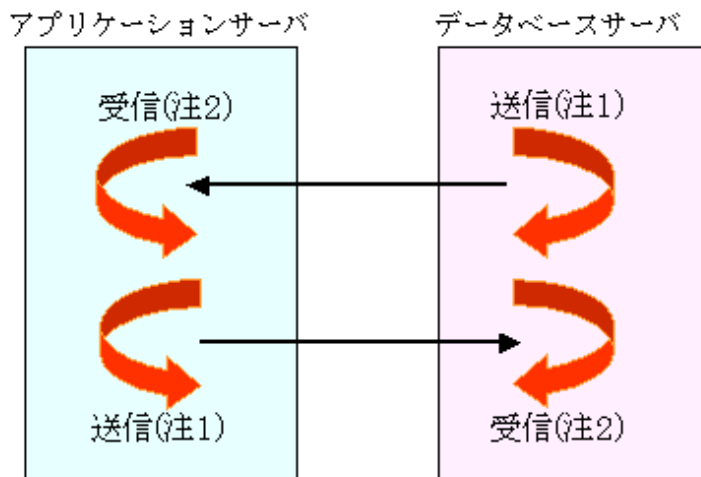 アプリケーションサーバ
データベースサーバ
受信(注2)
送信(注1)
送信(注1)
受信(注2)